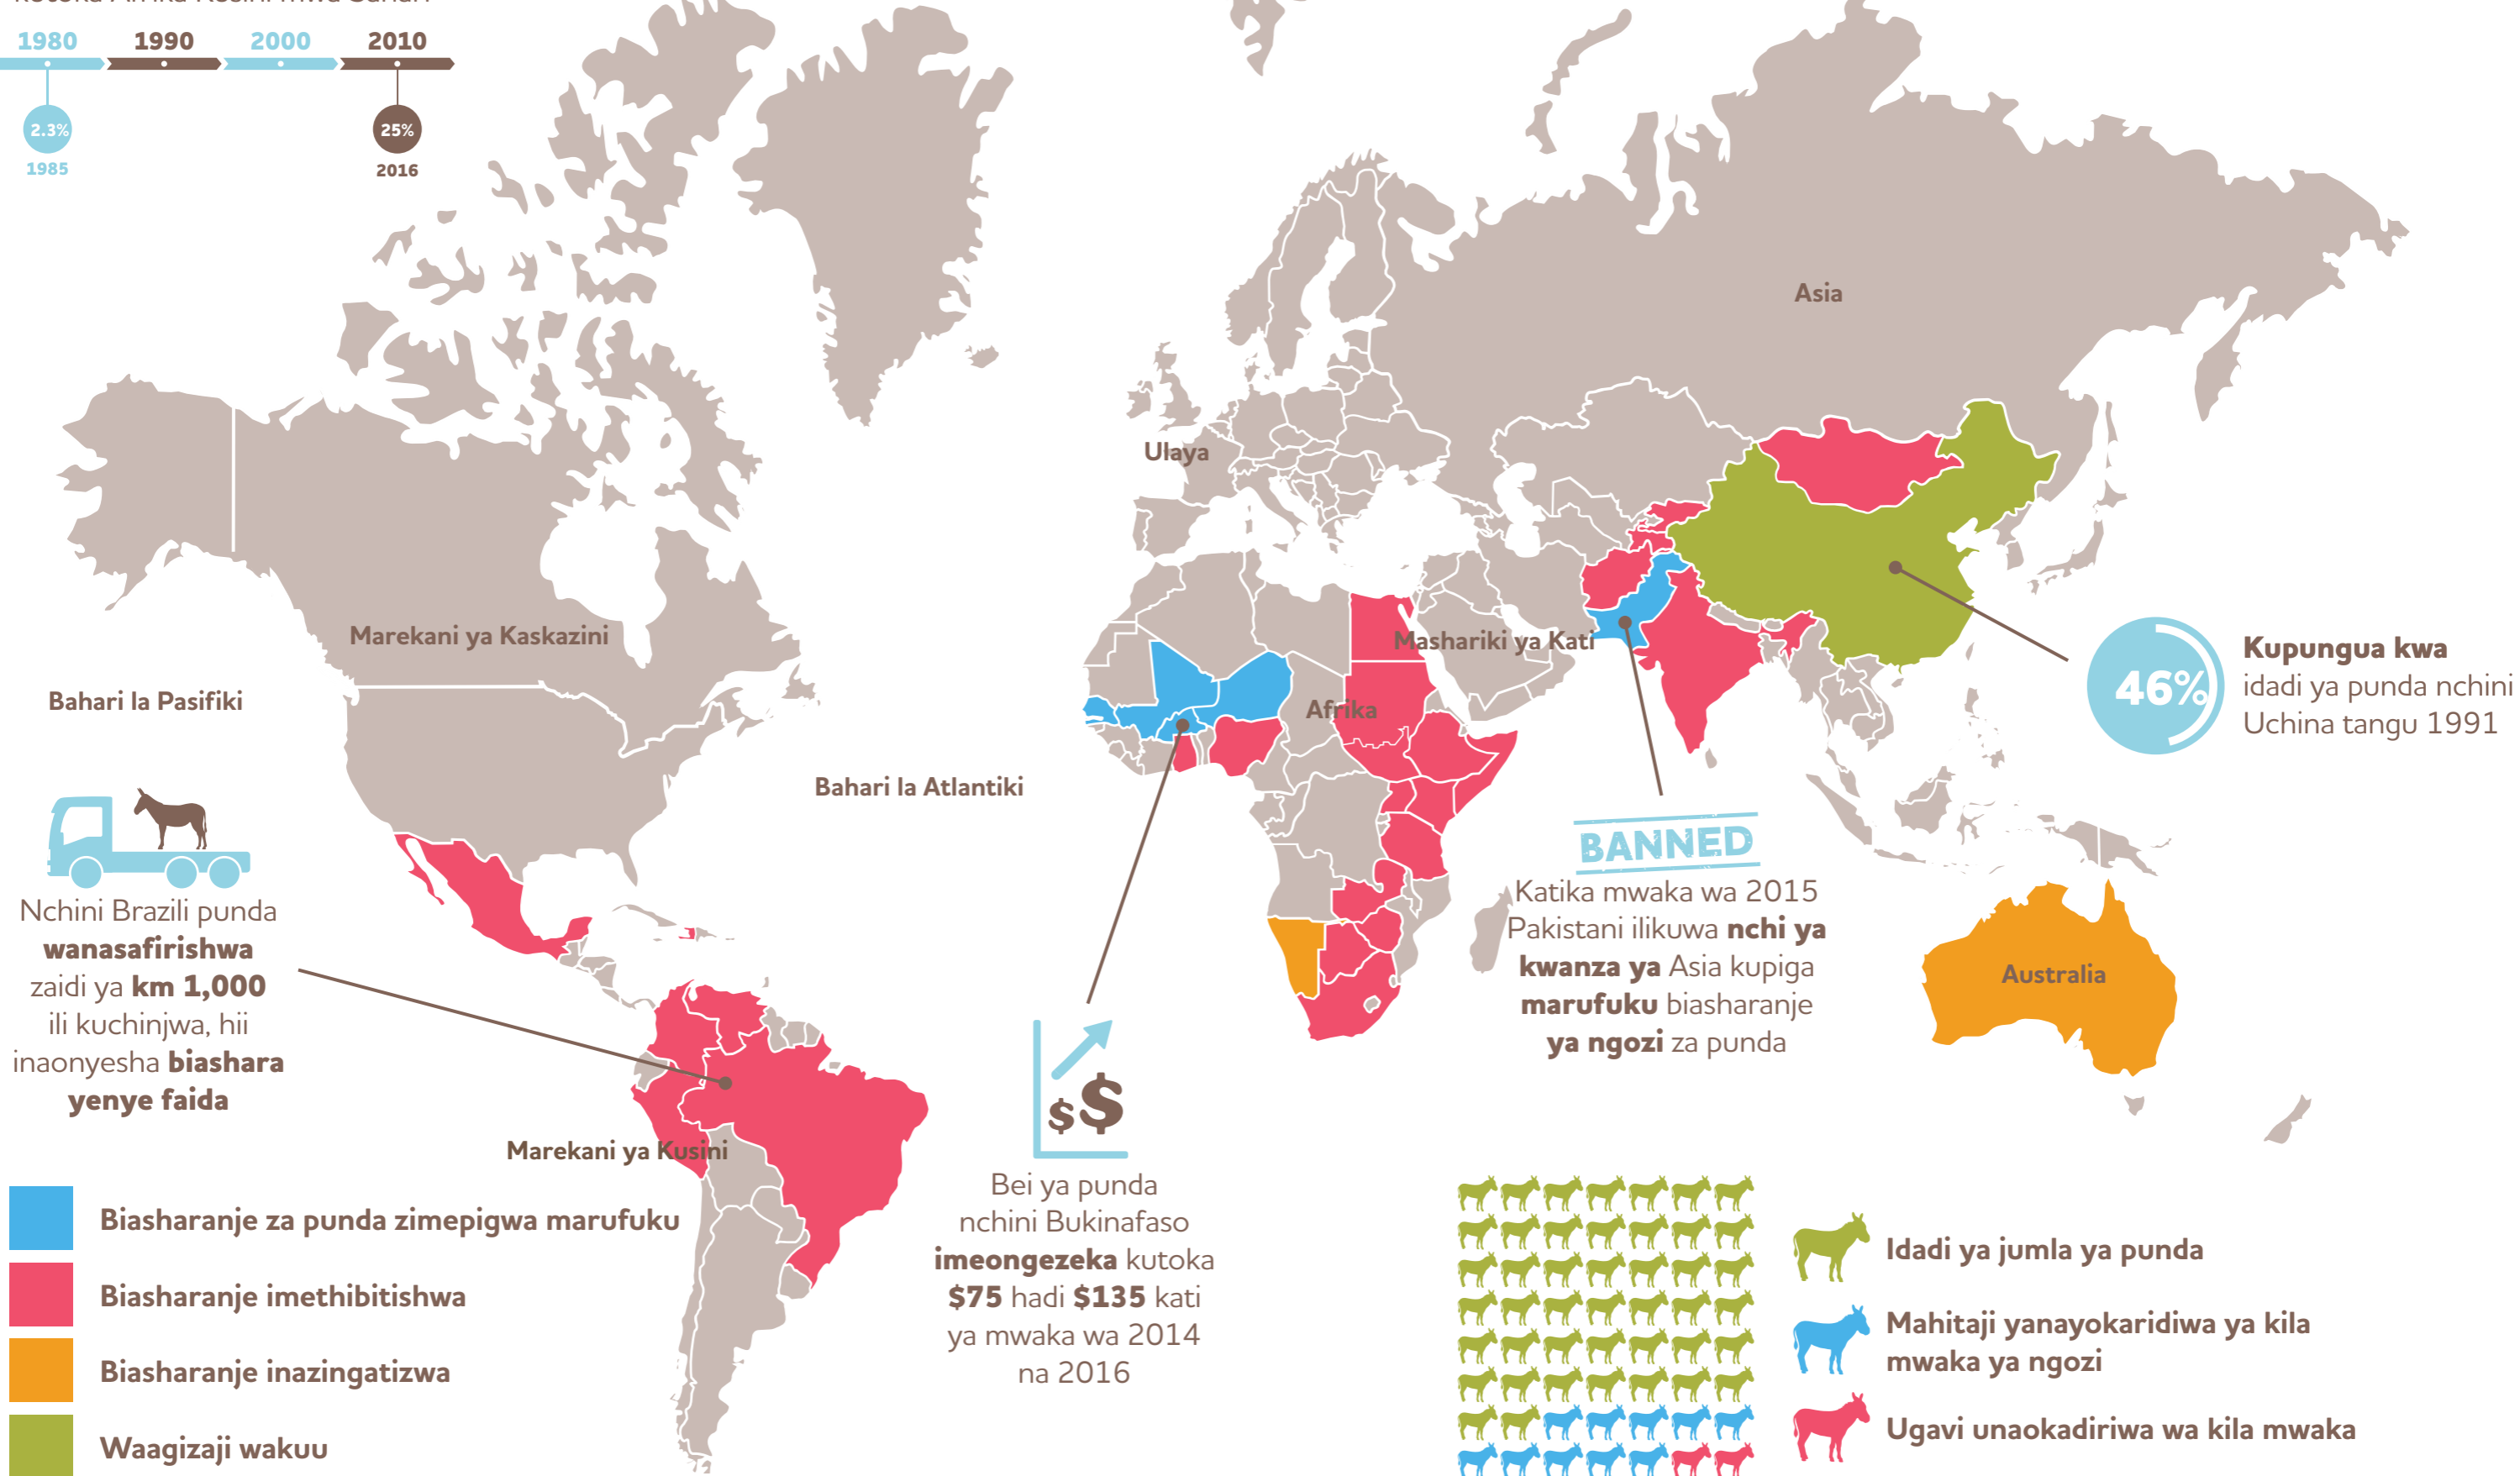 kutoka Afrika Kusini mwa Sahari
1980 1990 2000 2010
2.3% 25%
1985 2016
Asia
Ulaya
Marekani ya Kaskazini
Mashariki ya Kati
Bahari la Pasifiki
Afrika
Bahari la Atlantiki
46%
Kupungua kwa
idadi ya punda nchini
Uchina tangu 1991
Nchini Brazili punda
wanasafirishwa
zaidi ya km 1,000
ili kuchinjwa, hii
inaonyesha biashara
yenye faida
BANNED
Katika mwaka wa 2015
Pakistani ilikuwa nchi ya
kwanza ya Asia kupiga
marufuku biasharanje
ya ngozi za punda
Australia
Marekani ya Kusini
$$
Bei ya punda
nchini Bukinafaso
imeongezeka kutoka
$75 hadi $135 kati
ya mwaka wa 2014
na 2016
Biasharanje za punda zimepigwa marufuku
Biasharanje imethibitishwa
Biasharanje inazingatizwa
Waagizaji wakuu
Idadi ya jumla ya punda
Mahitaji yanayokaridiwa ya kila
mwaka ya ngozi
Ugavi unaokadiriwa wa kila mwaka